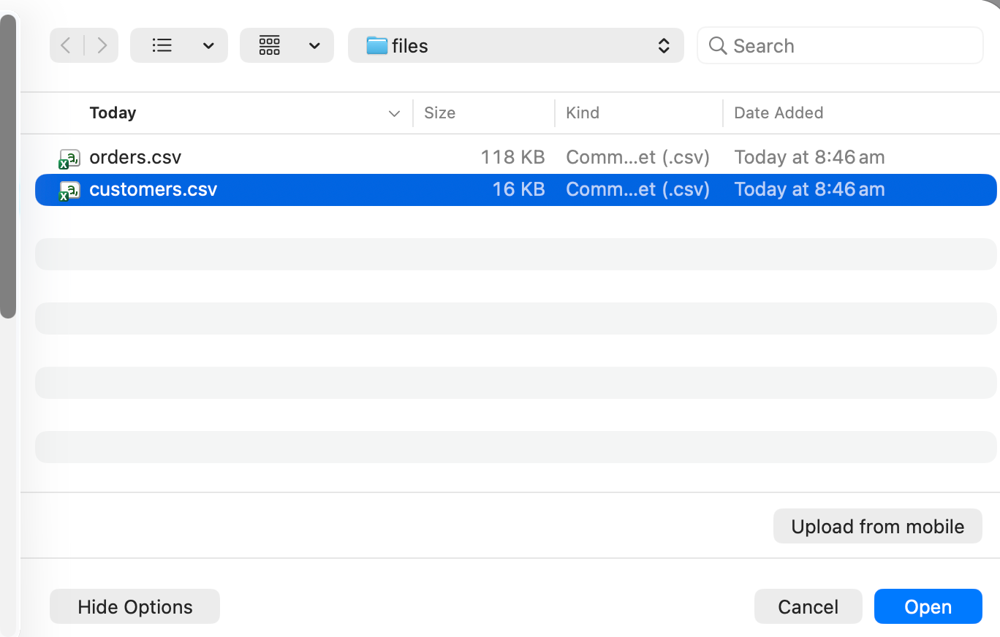 files Search
Today Size Kind Date Added
orders.csv 118 KB Comm...et (.csv) Today at 8:46 am
customers.csv 16 KB Comm...et (.csv) Today at 8:46 am
Upload from mobile
Hide Options Cancel Open